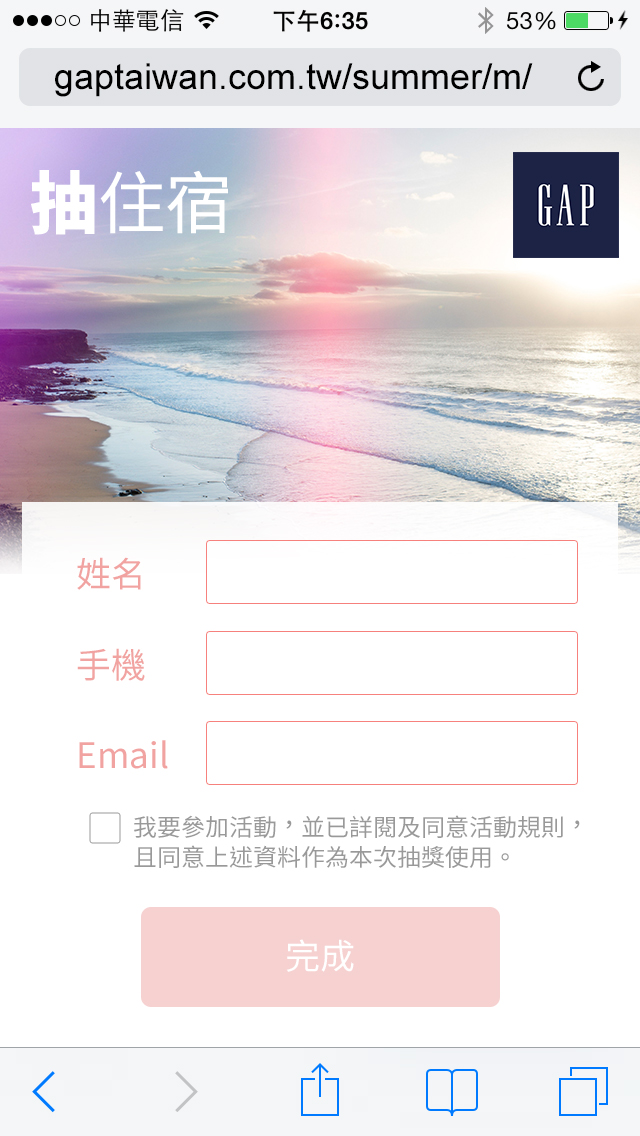 中華電信 下午6:35 53%
gaptaiwan.com.tw/summer/m/
抽住宿
GAP
姓名
手機
Email
我要參加活動，並已詳閱及同意活動規則，
且同意上述資料作為本次抽獎使用。
完成